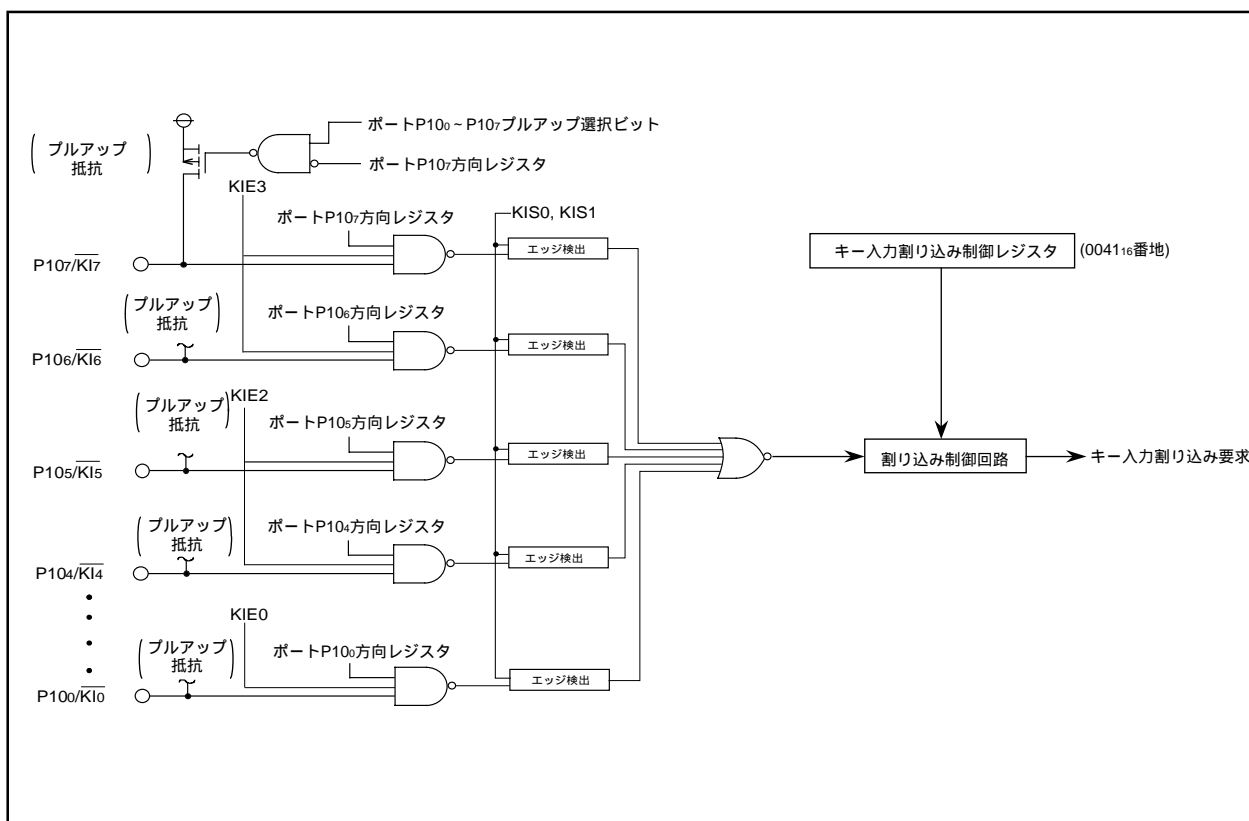 ポートP100 ~ P107プルアップ選択ビット
(プルアップ
抵抗)
ポートP107方向レジスタ
KIE3
ポートP107方向レジスタ
KIS0, KIS1
エッジ検出
キー入力割り込み制御レジスタ (004116番地)
P107/KI7
(プルアップ
抵抗)
ポートP106方向レジスタ
エッジ検出
P106/KI6
(プルアップ
抵抗)
KIE2
ポートP105方向レジスタ
エッジ検出
割り込み制御回路
キー入力割り込み要求
P105/KI5
(プルアップ
抵抗)
ポートP104方向レジスタ
エッジ検出
P104/KI4
KIE0
(プルアップ
抵抗)
ポートP100方向レジスタ
エッジ検出
P100/KI0